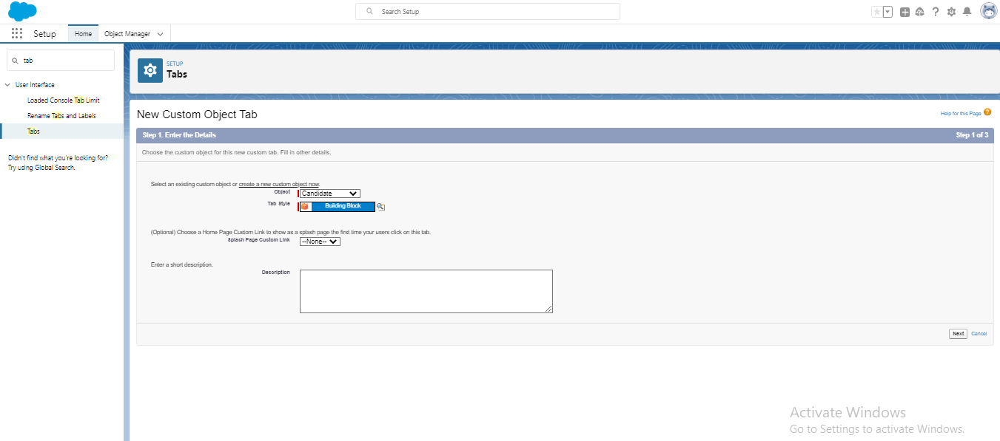 Search Setup
Setup
Home
Object Manager
tab
User Interface
Loaded Console Tab Limit
Rename Tabs and Labels
Tabs
Didn't find what you're looking for?
Try using Global Search.
SETUP
Tabs
New Custom Object Tab
Help for this Page ?
Step 1. Enter the Details
Step 1 of 3
Choose the custom object for this new custom tab. Fill in other details.
Select an existing custom object or create a new custom object now.
Object
Candidate
Tab Style
Building Block
(Optional) Choose a Home Page Custom Link to show as a splash page the first time your users click on this tab.
Splash Page Custom Link
--None--
Enter a short description.
Description
Next
Cancel
Activate Windows
Go to Settings to activate Windows.